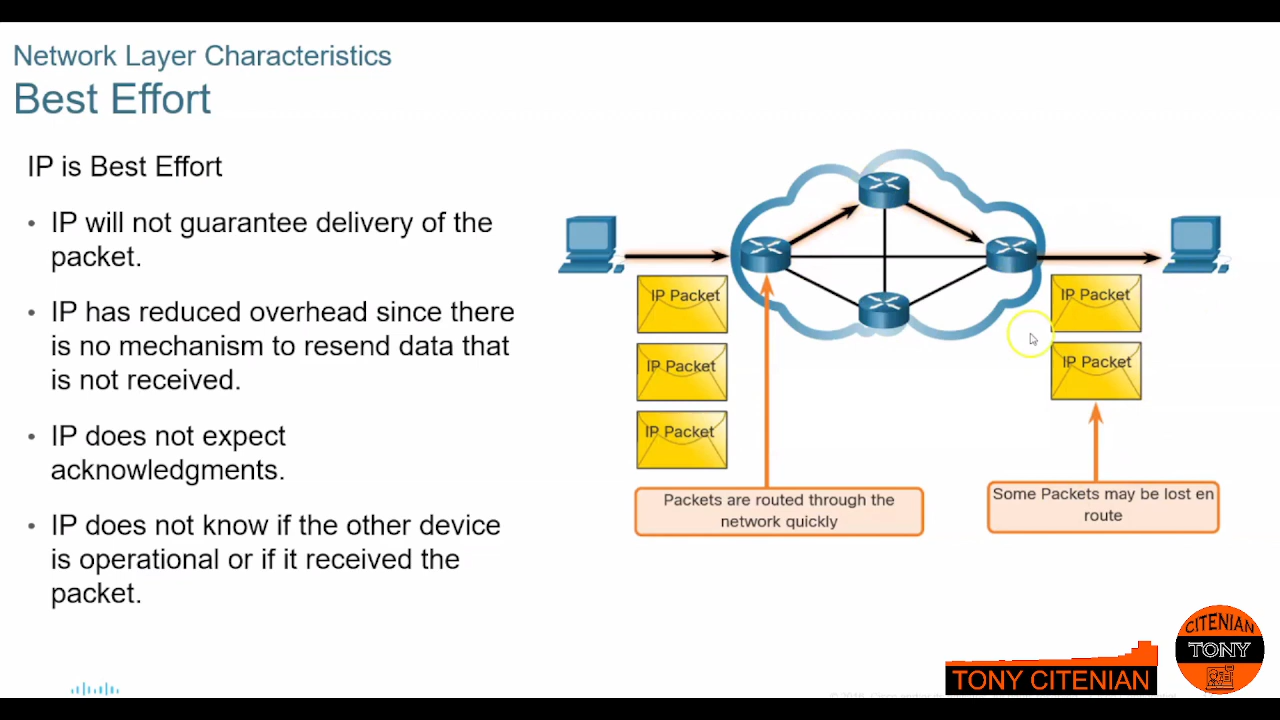 Network Layer Characteristics
Best Effort
IP is Best Effort
• IP will not guarantee delivery of the
packet.
• IP has reduced overhead since there
is no mechanism to resend data that
is not received.
• IP does not expect
acknowledgments.
• IP does not know if the other device
is operational or if it received the
packet.
IP Packet
IP Packet
IP Packet
Packets are routed through the
network quickly
IP Packet
IP Packet
Some Packets may be lost en
route
TONY CITENIAN
CITENIAN
TONY